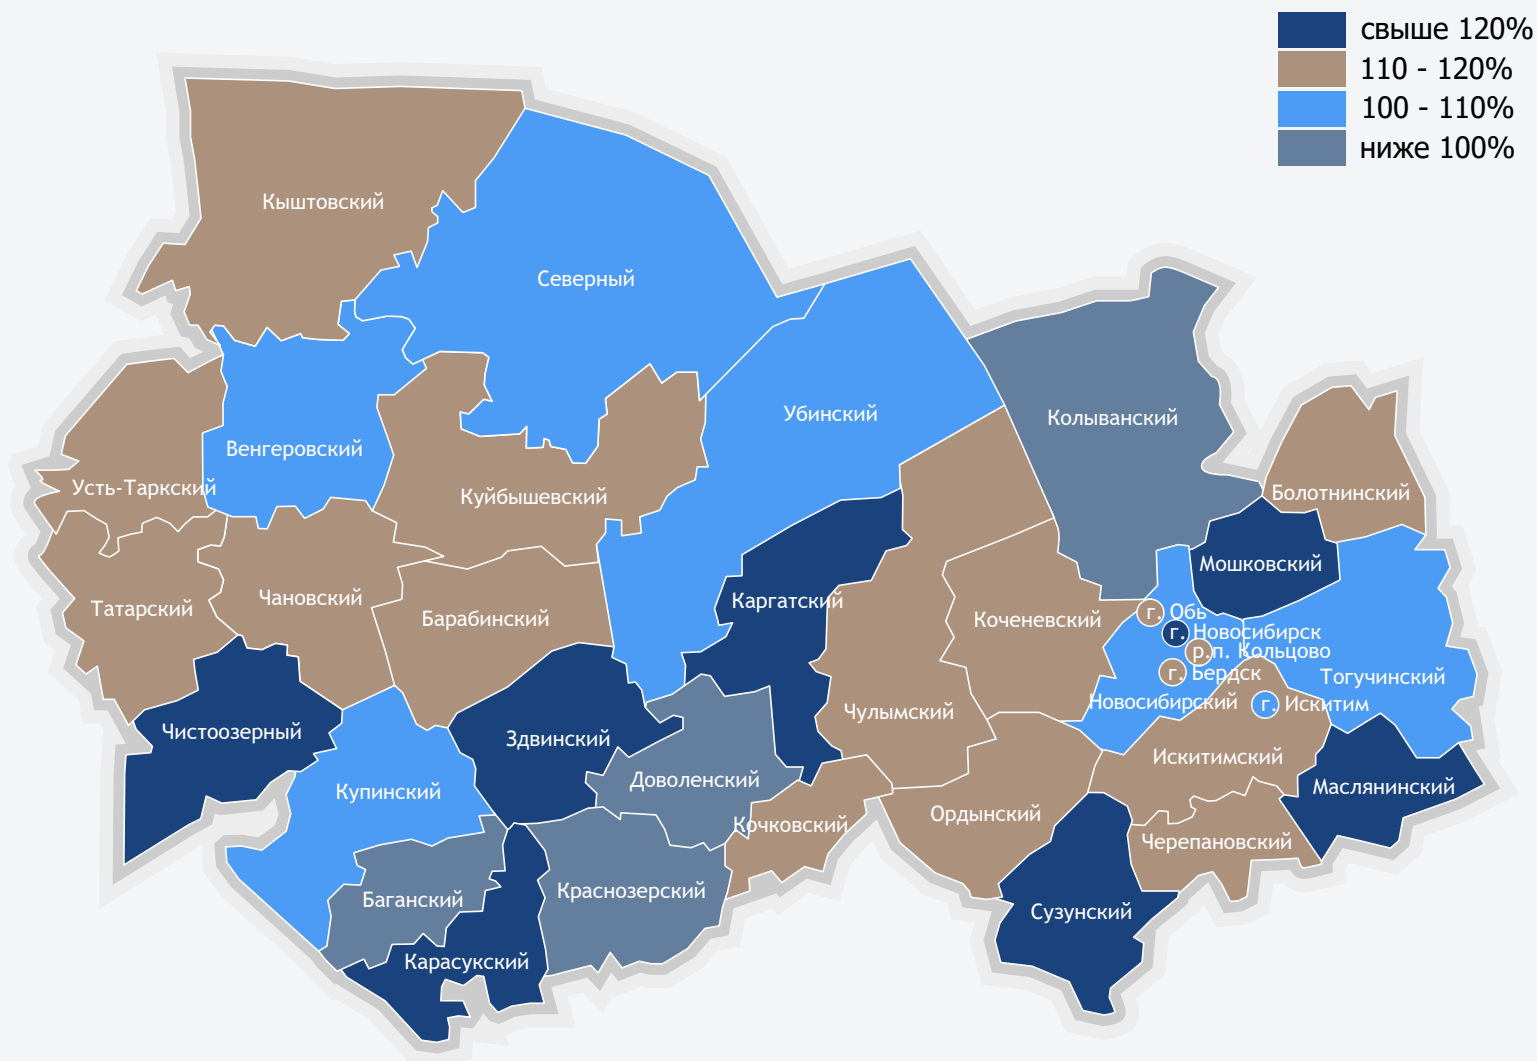 свыше 120%
110 - 120%
100 - 110%
ниже 100%
Кыштовский
Северный
Убинский
Колыванский
Венгеровский
Усть-Таркский
Куйбышевский
Болотнинский
Мошковский
Татарский
Чановский
Барабинский
Каргатский
Коченевский
г. Обь
г. Новосибирск
р.п. Кольцово
г. Бердск
Тогучинский
Новосибирский
г. Искитим
Чулымский
Чистоозерный
Здвинский
Искитимский
Доволенский
Купинский
Маслянинский
Кочковский
Ордынский
Черепановский
Баганский
Краснозерский
Сузунский
Карасукский